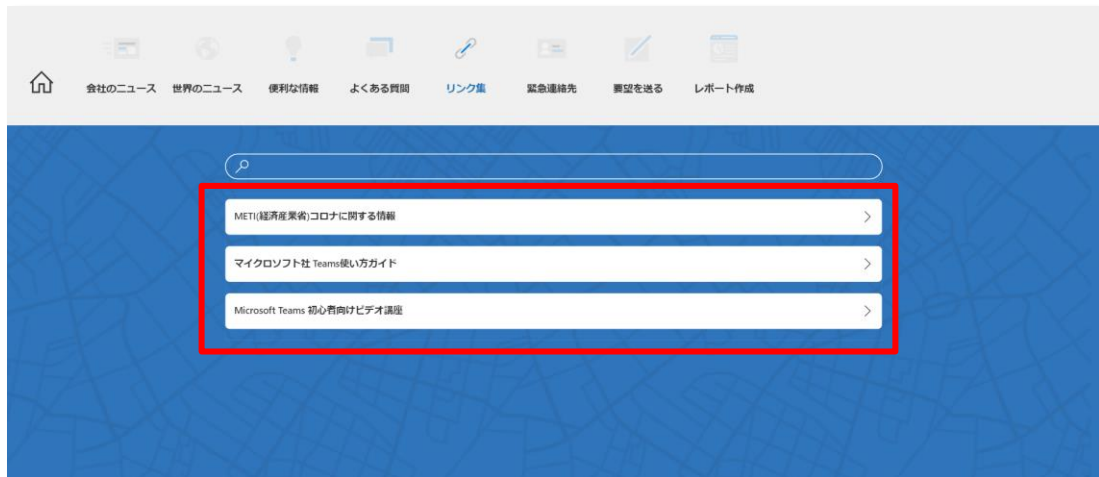 会社のニュース 世界のニュース 便利な情報 よくある質問 リンク集 緊急連絡先 要望を送る レポート作成
METI(経済産業省)コロナに関する情報
マイクロソフト社 Teams使い方ガイド
Microsoft Teams 初心者向けビデオ講座